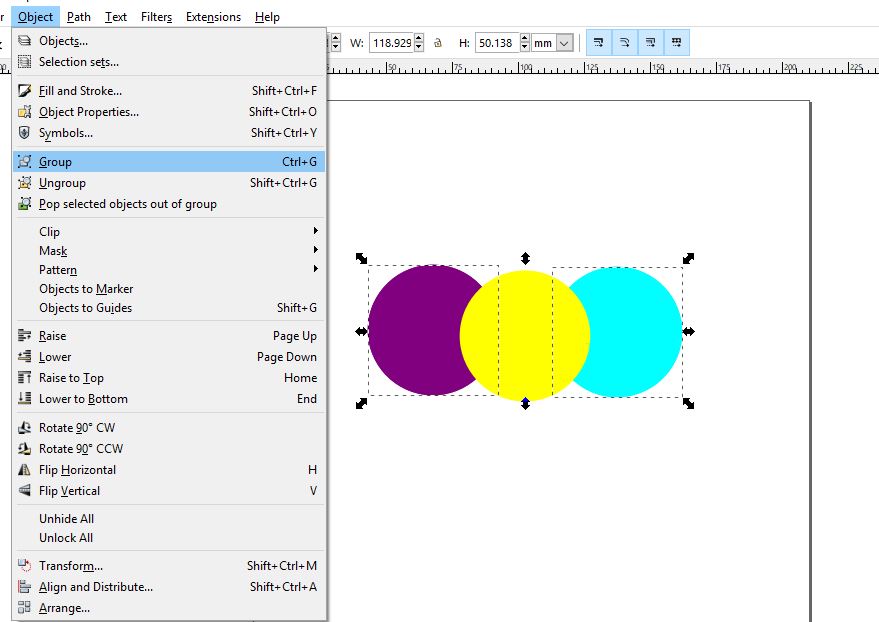 Object Path Text Filters Extensions Help
W: 118.929 H: 50.138 mm
50 75 100 125 150 175 200 225
Objects...
Selection sets...
Fill and Stroke... Shift+Ctrl+F
Object Properties... Shift+Ctrl+O
Symbols... Shift+Ctrl+Y
Group Ctrl+G
Ungroup Shift+Ctrl+G
Pop selected objects out of group
Clip
Mask
Pattern
Objects to Marker
Objects to Guides Shift+G
Raise Page Up
Lower Page Down
Raise to Top Home
Lower to Bottom End
Rotate 90° CW
Rotate 90° CCW
Flip Horizontal H
Flip Vertical V
Unhide All
Unlock All
Transform... Shift+Ctrl+M
Align and Distribute... Shift+Ctrl+A
Arrange...